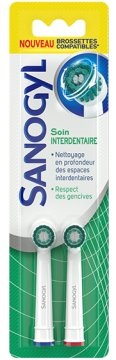 NOUVEAU BROSSETTES
COMPATIBLES*
SANOGYL
Soin
INTERDENTAIRE
• Nettoyage
en profondeur
des espaces
interdentaires
• Respect
des gencives
SANOGYL
SANOGYL